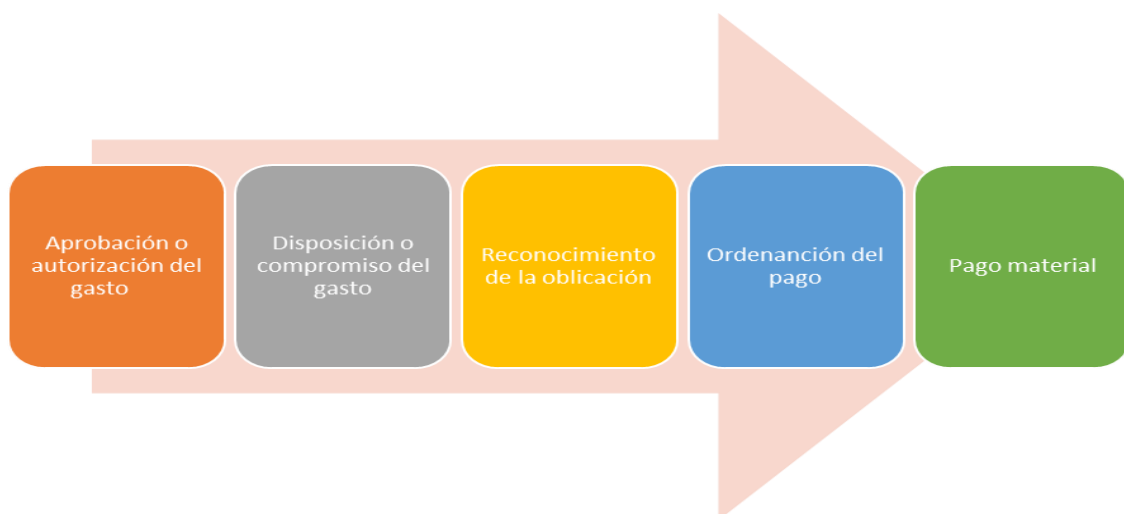 Aprobación o
autorización del
gasto
Disposición o
compromiso del
gasto
Reconocimiento
de la oblicación
Ordenanción del
pago
Pago material